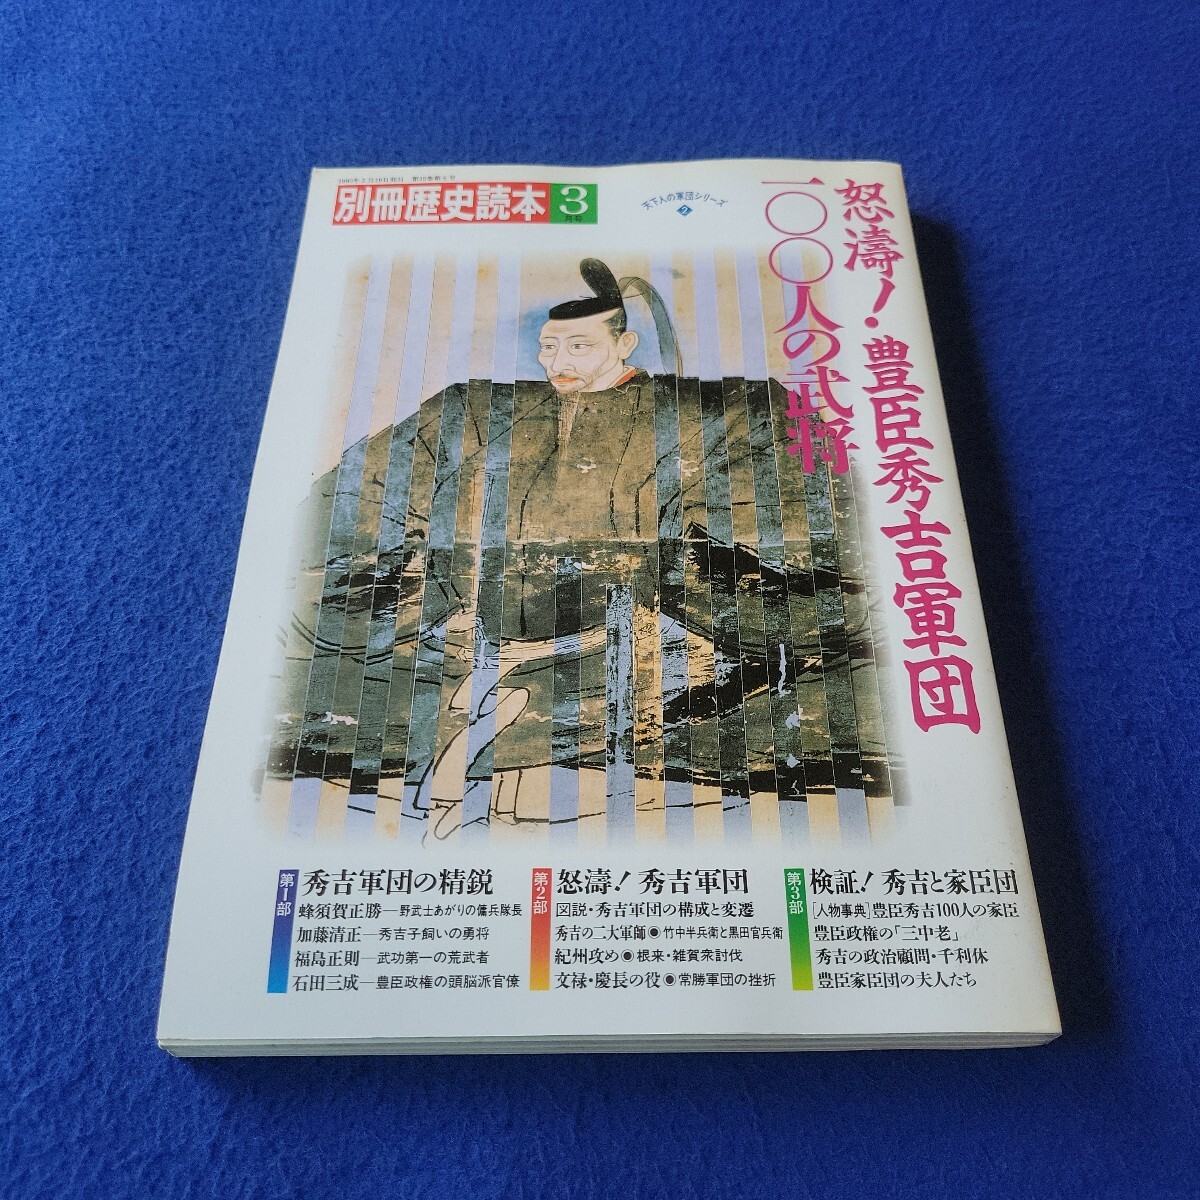 別冊歴史読本
3
月号
天下人の軍団シリーズ
2
怒濤!豊臣秀吉軍団
一〇〇人の武将
第1部
秀吉軍団の精鋭
蜂須賀正勝―野武士あがりの傭兵隊長
加藤清正―秀吉子飼いの勇将
福島正則―武功第一の荒武者
石田三成―豊臣政権の頭脳派官僚
第2部
怒濤!秀吉軍団
図説・秀吉軍団の構成と変遷
秀吉の二大軍師◉竹中半兵衛と黒田官兵衛
紀州攻め◉根来・雑賀衆討伐
文禄・慶長の役◉常勝軍団の挫折
第3部
検証!秀吉と家臣団
[人物事典]豊臣秀吉100人の家臣
豊臣政権の「三中老」
秀吉の政治顧問・千利休
豊臣家臣団の夫人たち